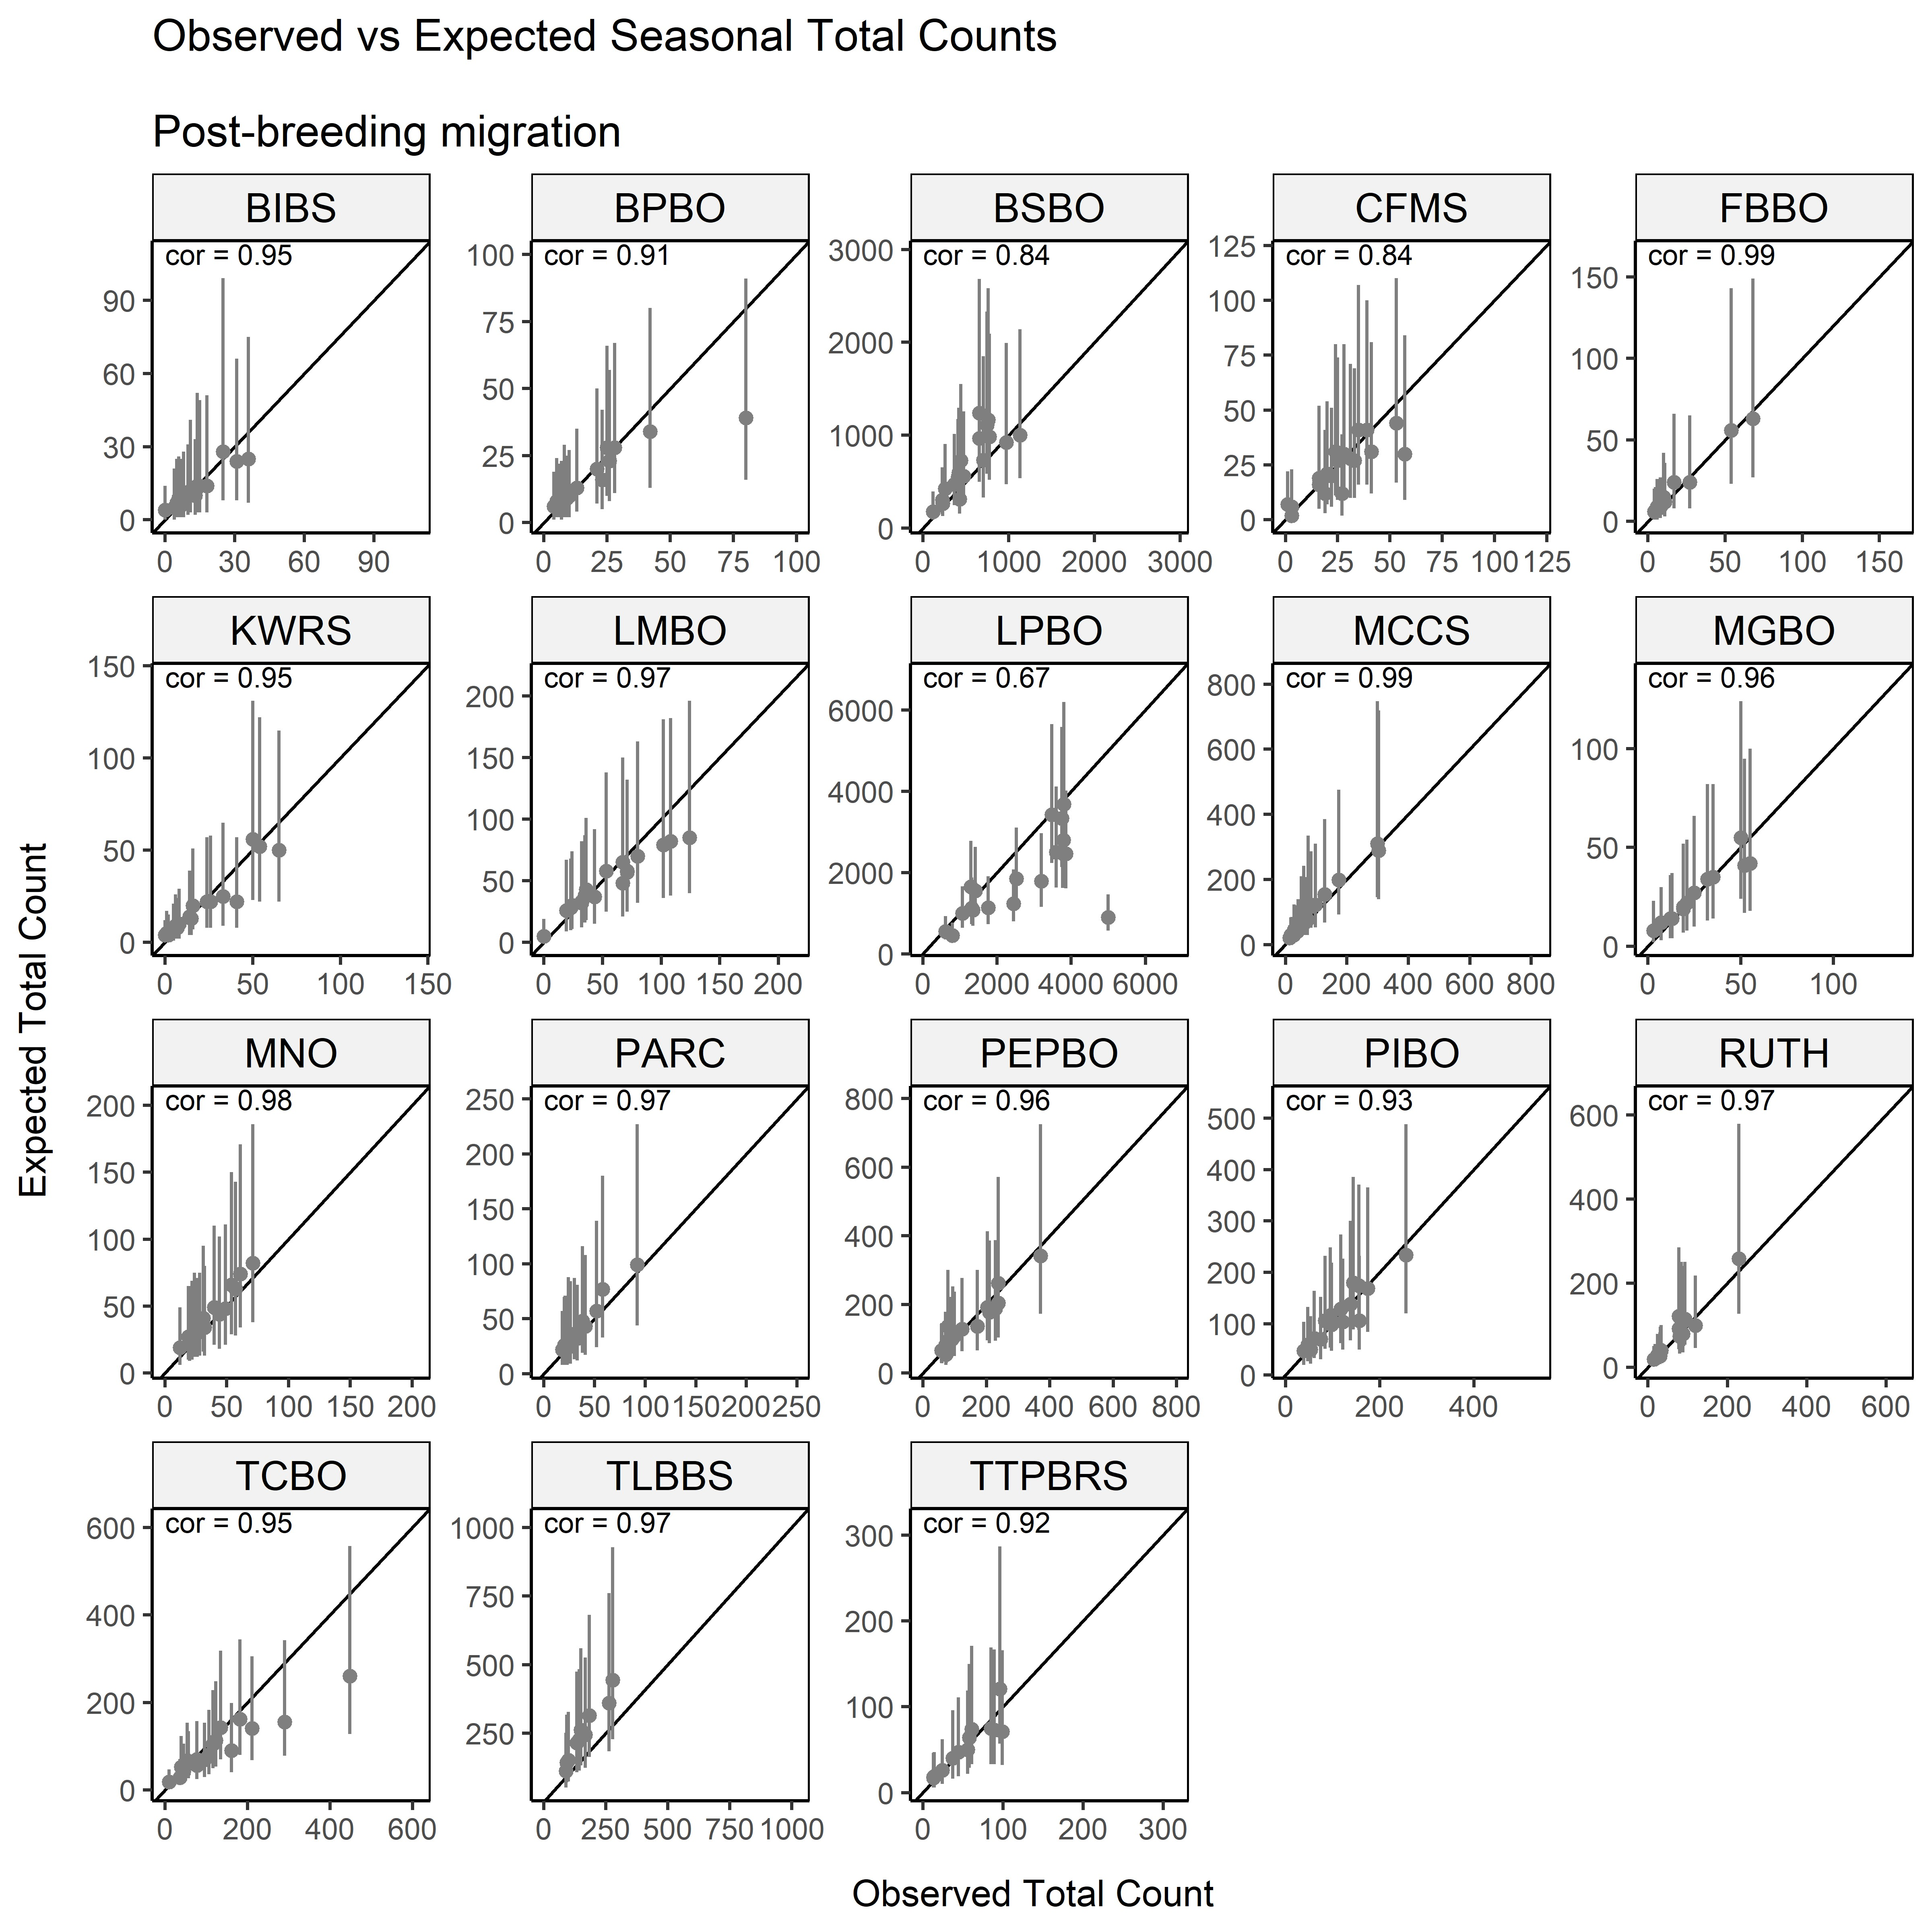 Observed vs Expected Seasonal Total Counts
Post-breeding migration
BIBS
BPBO
BSBO
CFMS
FBBO
cor = 0.95
cor = 0.91
cor = 0.84
cor = 0.84
cor = 0.99
90
60
30
0
100
75
50
25
0
3000
2000
1000
0
125
100
75
50
25
0
150
100
50
0
0 30 60 90
0 25 50 75 100
0 1000 2000 3000
0 25 50 75 100 125
0 50 100 150
KWRS
LMBO
LPBO
MCCS
MGBO
cor = 0.95
cor = 0.97
cor = 0.67
cor = 0.99
cor = 0.96
150
100
50
0
200
150
100
50
0
6000
4000
2000
0
800
600
400
200
0
100
50
0
0 50 100 150
0 50 100 150 200
0 2000 4000 6000
0 200 400 600 800
0 50 100
Expected Total Count
MNO
PARC
PEPBO
PIBO
RUTH
cor = 0.98
cor = 0.97
cor = 0.96
cor = 0.93
cor = 0.97
200
150
100
50
0
250
200
150
100
50
0
800
600
400
200
0
500
400
300
200
100
0
600
400
200
0
0 50 100 150 200
0 50 100 150 200 250
0 200 400 600 800
0 200 400
0 200 400 600
TCBO
TLBBS
TTPBRS
cor = 0.95
cor = 0.97
cor = 0.92
600
400
200
0
1000
750
500
250
300
200
100
0
0 200 400 600
0 250 500 750 1000
0 100 200 300
Observed Total Count